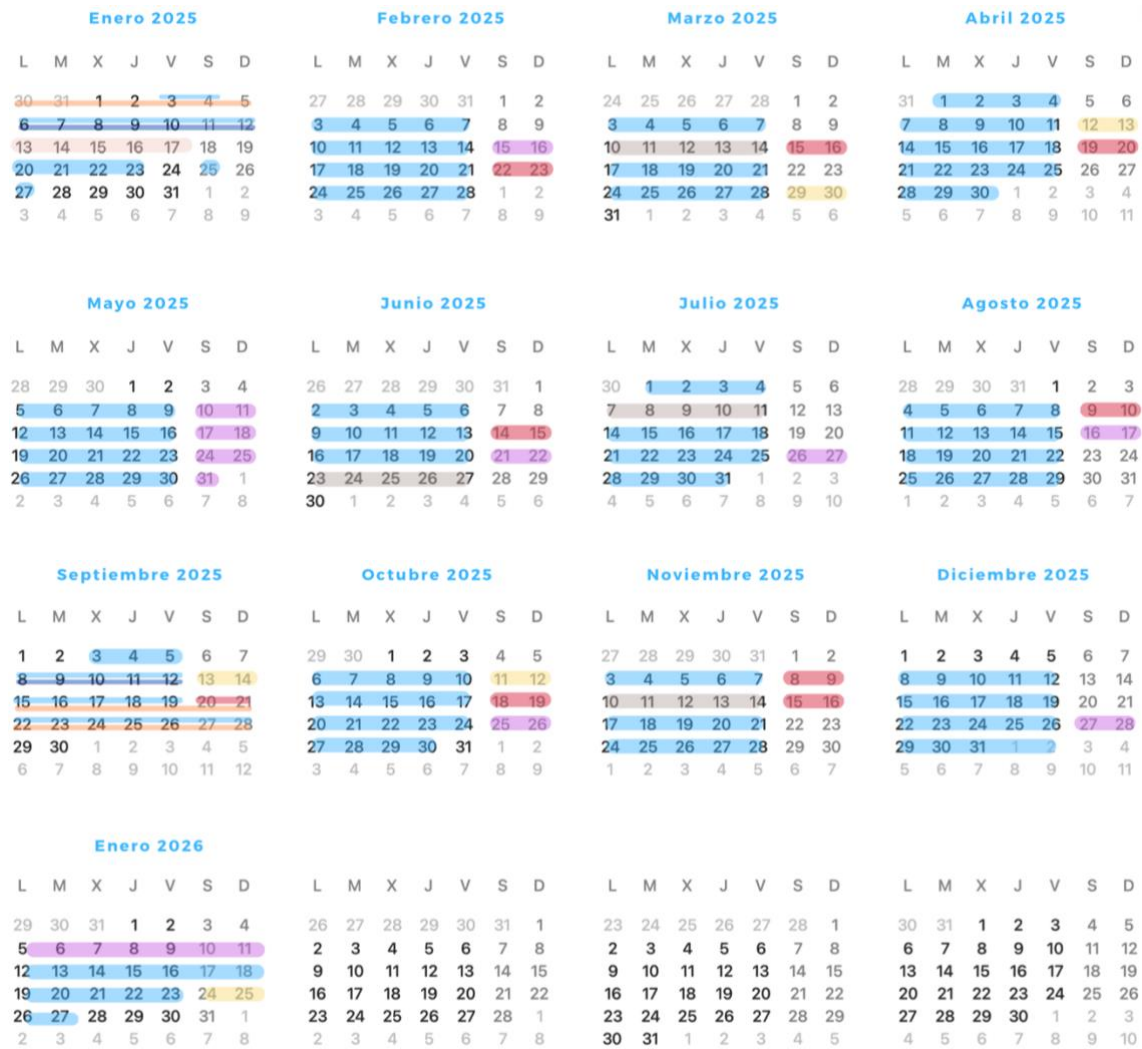 Enero 2025 Febrero 2025 Marzo 2025 Abril 2025
L M X J V S D L M X J V S D L M X J V S D L M X J V S D
30 31 1 2 3 4 5 27 28 29 30 31 1 2 24 25 26 27 28 1 2 31 1 2 3 4 5 6
6 7 8 9 10 11 12 3 4 5 6 7 8 9 3 4 5 6 7 8 9 7 8 9 10 11 12 13
13 14 15 16 17 18 19 10 11 12 13 14 15 16 10 11 12 13 14 15 16 14 15 16 17 18 19 20
20 21 22 23 24 25 26 17 18 19 20 21 22 23 17 18 19 20 21 22 23 21 22 23 24 25 26 27
27 28 29 30 31 1 2 24 25 26 27 28 1 2 24 25 26 27 28 29 30 28 29 30 1 2 3 4
3 4 5 6 7 8 9 3 4 5 6 7 8 9 31 1 2 3 4 5 6 5 6 7 8 9 10 11
Mayo 2025 Junio 2025 Julio 2025 Agosto 2025
L M X J V S D L M X J V S D L M X J V S D L M X J V S D
28 29 30 1 2 3 4 26 27 28 29 30 31 1 30 1 2 3 4 5 6 28 29 30 31 1 2 3
5 6 7 8 9 10 11 2 3 4 5 6 7 8 7 8 9 10 11 12 13 4 5 6 7 8 9 10
12 13 14 15 16 17 18 9 10 11 12 13 14 15 14 15 16 17 18 19 20 11 12 13 14 15 16 17
19 20 21 22 23 24 25 16 17 18 19 20 21 22 21 22 23 24 25 26 27 18 19 20 21 22 23 24
26 27 28 29 30 31 1 23 24 25 26 27 28 29 28 29 30 31 1 2 3 25 26 27 28 29 30 31
2 3 4 5 6 7 8 30 1 2 3 4 5 6 4 5 6 7 8 9 10 1 2 3 4 5 6 7
Septiembre 2025 Octubre 2025 Noviembre 2025 Diciembre 2025
L M X J V S D L M X J V S D L M X J V S D L M X J V S D
1 2 3 4 5 6 7 29 30 1 2 3 4 5 27 28 29 30 31 1 2 1 2 3 4 5 6 7
8 9 10 11 12 13 14 6 7 8 9 10 11 12 3 4 5 6 7 8 9 8 9 10 11 12 13 14
15 16 17 18 19 20 21 13 14 15 16 17 18 19 10 11 12 13 14 15 16 15 16 17 18 19 20 21
22 23 24 25 26 27 28 20 21 22 23 24 25 26 17 18 19 20 21 22 23 22 23 24 25 26 27 28
29 30 1 2 3 4 5 27 28 29 30 31 1 2 24 25 26 27 28 29 30 29 30 31 1 2 3 4
6 7 8 9 10 11 12 3 4 5 6 7 8 9 1 2 3 4 5 6 7 5 6 7 8 9 10 11
Enero 2026
L M X J V S D L M X J V S D L M X J V S D L M X J V S D
29 30 31 1 2 3 4 26 27 28 29 30 31 1 23 24 25 26 27 28 1 30 31 1 2 3 4 5
5 6 7 8 9 10 11 2 3 4 5 6 7 8 2 3 4 5 6 7 8 6 7 8 9 10 11 12
12 13 14 15 16 17 18 9 10 11 12 13 14 15 9 10 11 12 13 14 15 13 14 15 16 17 18 19
19 20 21 22 23 24 25 16 17 18 19 20 21 22 16 17 18 19 20 21 22 20 21 22 23 24 25 26
26 27 28 29 30 31 1 23 24 25 26 27 28 1 23 24 25 26 27 28 29 27 28 29 30 1 2 3
2 3 4 5 6 7 8 2 3 4 5 6 7 8 30 31 1 2 3 4 5 4 5 6 7 8 9 10